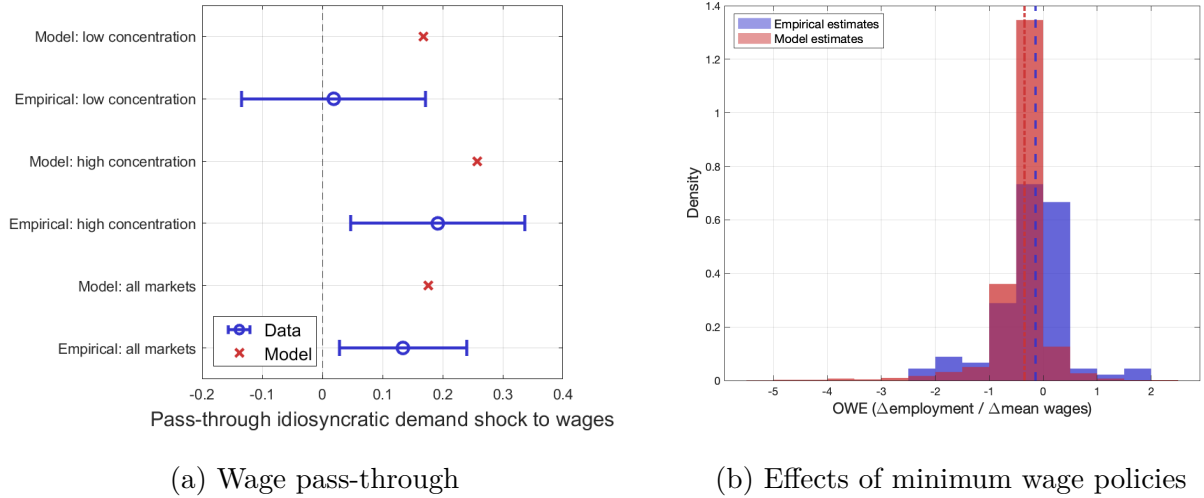 Model: low concentration
Empirical: low concentration
Model: high concentration
Empirical: high concentration
Model: all markets
Empirical: all markets
Data
Model
-0.2 -0.1 0 0.1 0.2 0.3 0.4
Pass-through idiosyncratic demand shock to wages
(a) Wage pass-through
1.4
1.2
1
0.8
0.6
0.4
0.2
0
Density
Empirical estimates
Model estimates
-5 -4 -3 -2 -1 0 1 2
OWE (Δemployment / Δmean wages)
(b) Effects of minimum wage policies